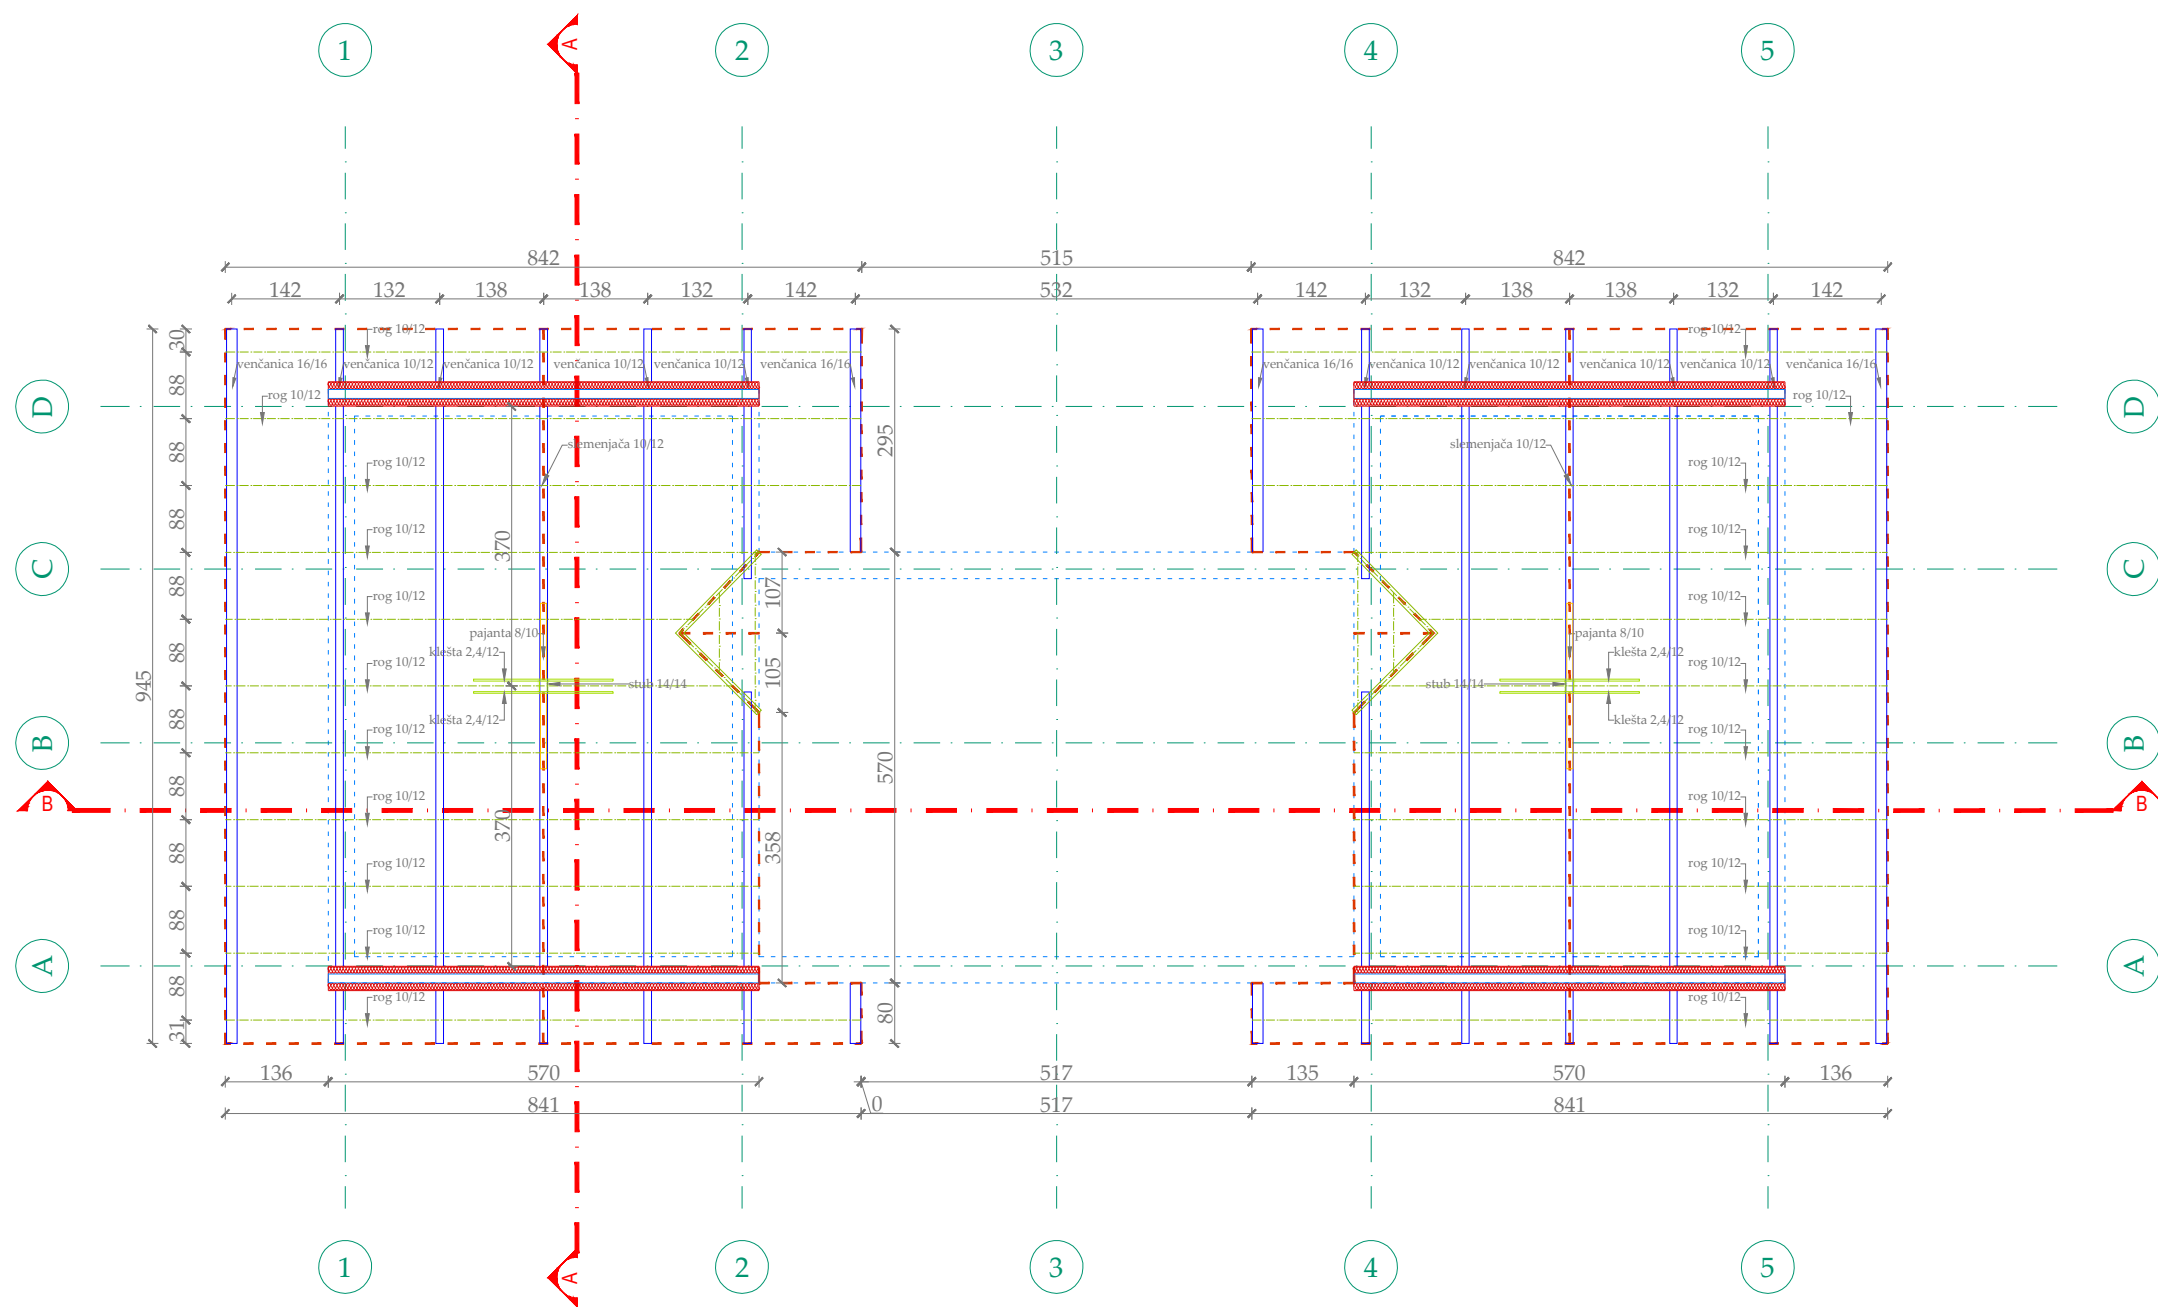 1 2 3 4 5
A
842 515 842
142 132 138 138 132 142 532 142 132 138 138 132 142
30
rog 10/12 rog 10/12
venčanica 16/16 venčanica 10/12 venčanica 10/12 venčanica 10/12 venčanica 10/12 venčanica 16/16 venčanica 16/16 venčanica 10/12 venčanica 10/12 venčanica 10/12 venčanica 10/12 venčanica 16/16
88
rog 10/12 rog 10/12
D D
88 slemenjača 10/12 295 slemenjača 10/12
rog 10/12 rog 10/12
88 370
rog 10/12 rog 10/12
C C
88 107
rog 10/12 rog 10/12
pajanta 8/10 pajanta 8/10
88 klešta 2,4/12 klešta 2,4/12
rog 10/12 105 rog 10/12
945 stub 14/14 stub 14/14
88 klešta 2,4/12 klešta 2,4/12
rog 10/12 rog 10/12
B B
88 570
rog 10/12 rog 10/12
B B
88 370 358
rog 10/12 rog 10/12
88
rog 10/12 rog 10/12
A A
88
rog 10/12 rog 10/12
31 80
136 570 517 135 570 136
841 0 517 841
A
1 2 3 4 5